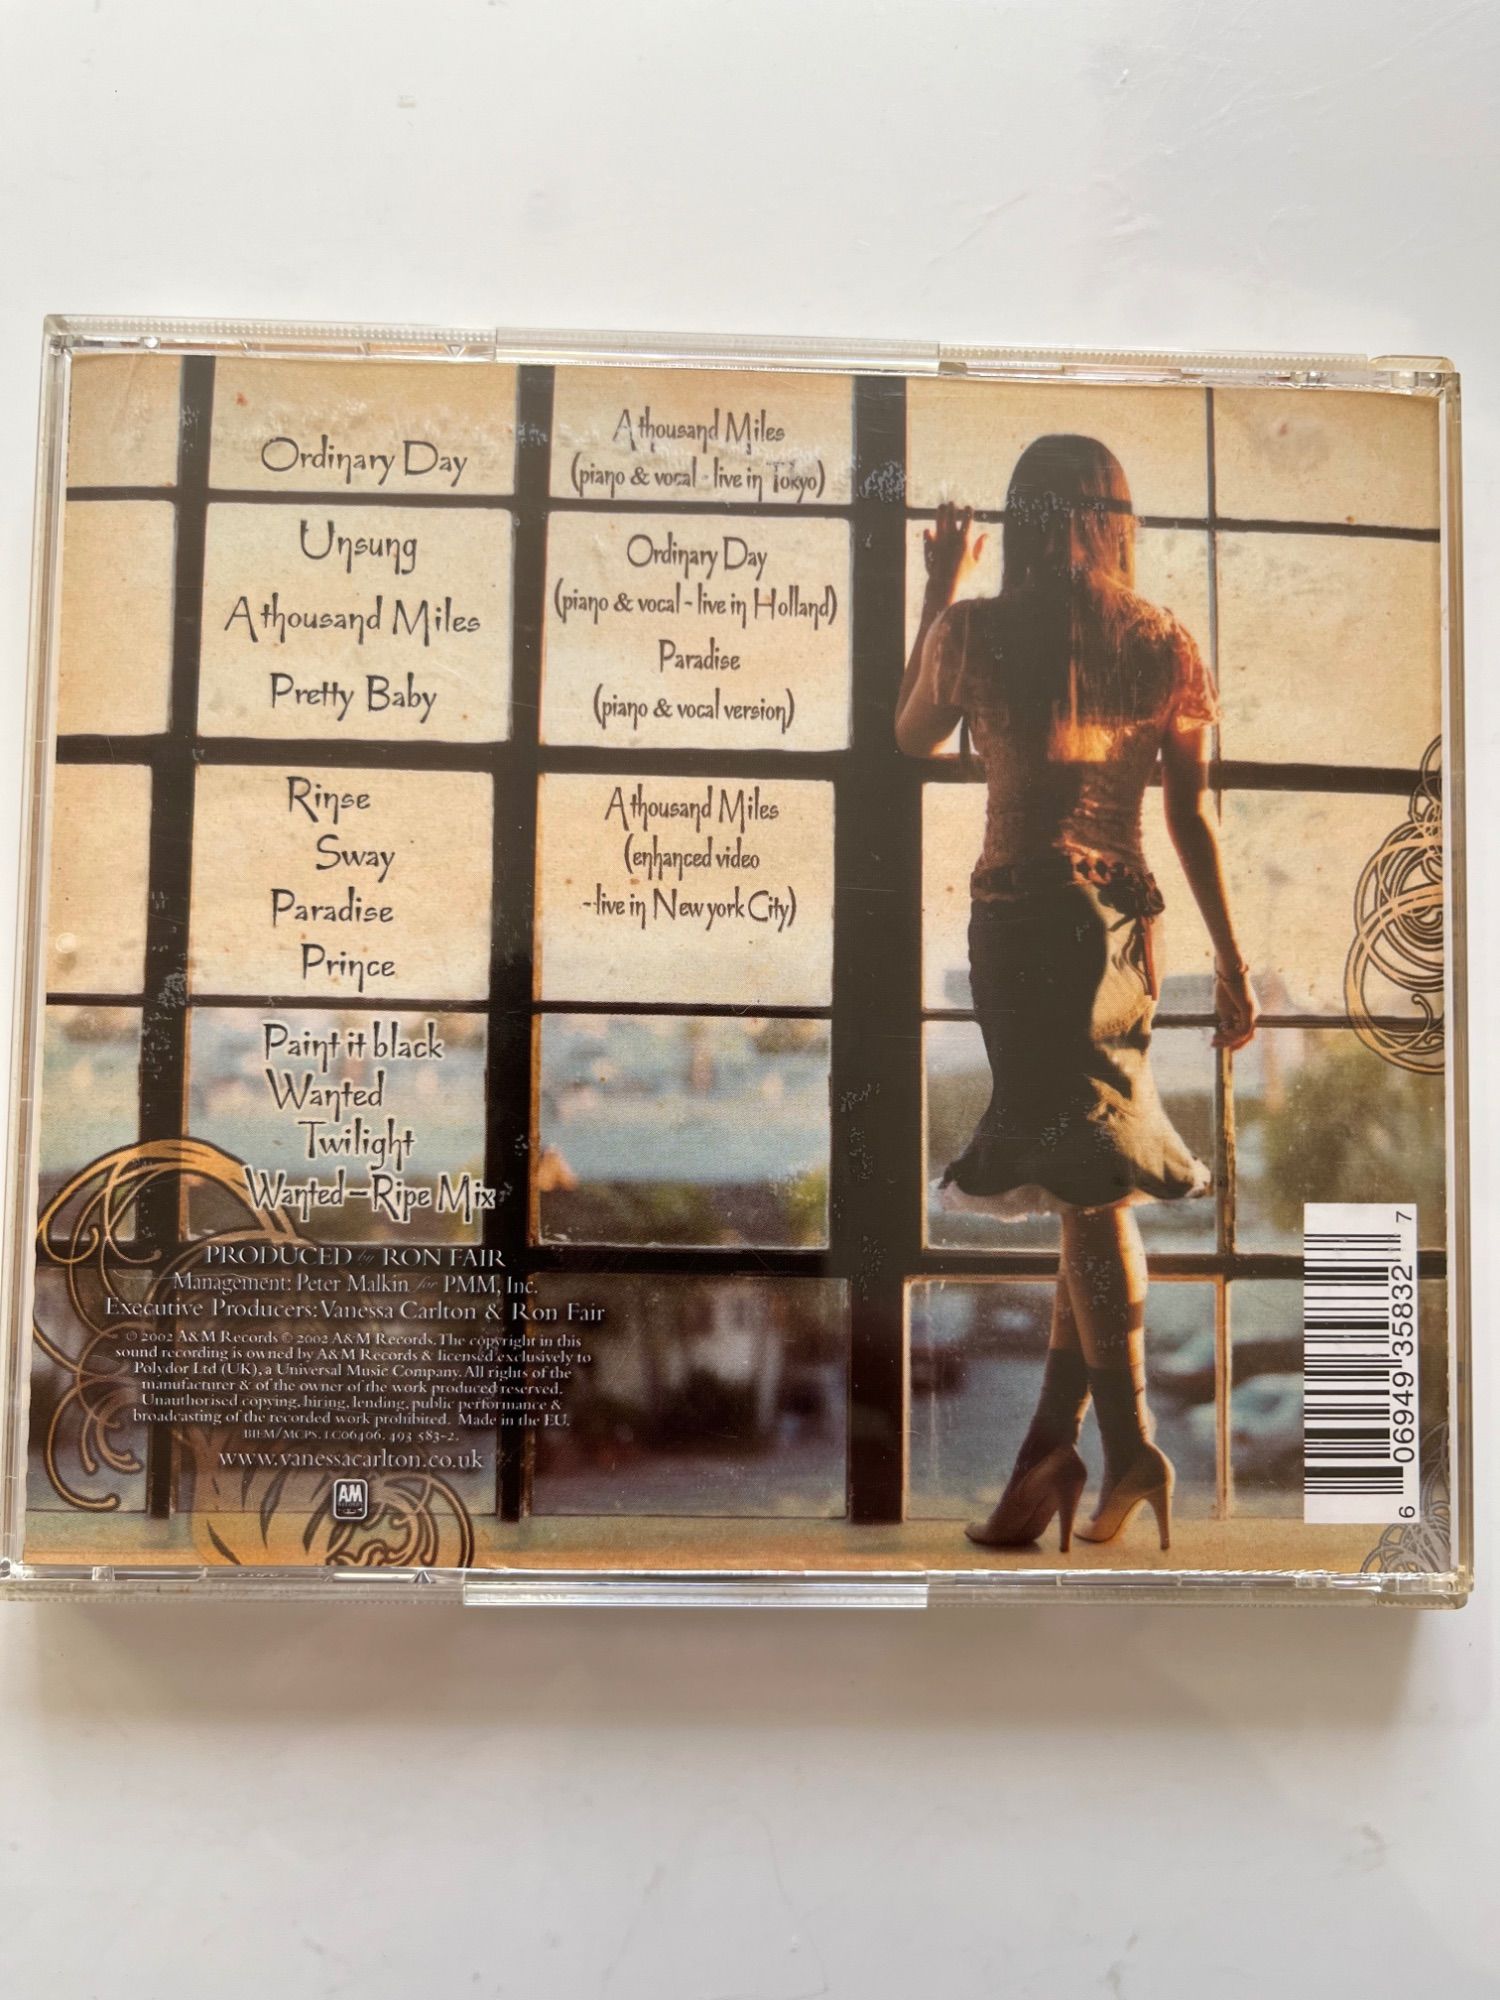 Ordinary Day
Unsung
A thousand Miles
Pretty Baby
Rinse
Sway
Paradise
Prince
Paint it black
Wanted
Twilight
Wanted – Ripe Mix
A thousand Miles
(piano & vocal - live in Tokyo)
Ordinary Day
(piano & vocal - live in Holland)
Paradise
(piano & vocal version)
A thousand Miles
(enhanced video
-live in New york City)
PRODUCED by RON FAIR
Management: Peter Malkin for PMM, Inc.
Executive Producers: Vanessa Carlton & Ron Fair
℗ 2002 A&M Records © 2002 A&M Records. The copyright in this
sound recording is owned by A&M Records & licensed exclusively to
Polydor Ltd (UK), a Universal Music Company. All rights of the
manufacturer & of the owner of the work produced reserved.
Unauthorised copying, hiring, lending, public performance &
broadcasting of the recorded work prohibited. Made in the EU.
BIEM/MCPS. LC06406. 493 583-2.
www.vanessacarlton.co.uk
A&M
RECORDS
6 06949 35832 7